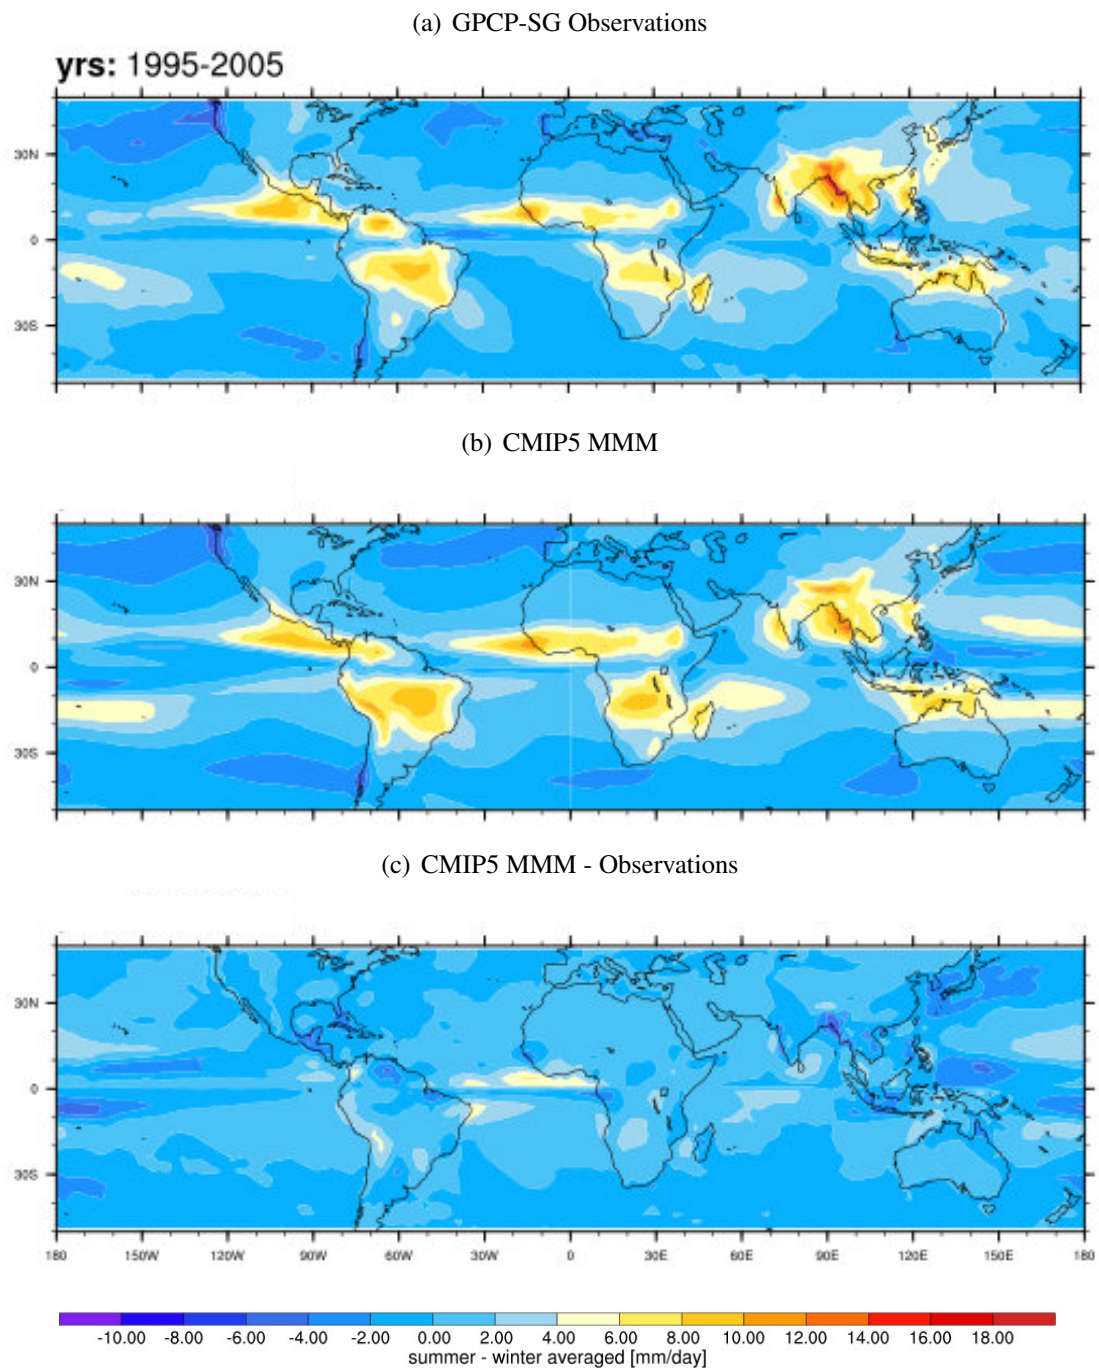 (a) GPCP-SG Observations
yrs: 1995-2005
30N
0
30S
(b) CMIP5 MMM
30N
0
30S
(c) CMIP5 MMM - Observations
30N
0
30S
180 150W 120W 90W 60W 30W 0 30E 60E 90E 120E 150E 180
-10.00 -8.00 -6.00 -4.00 -2.00 0.00 2.00 4.00 6.00 8.00 10.00 12.00 14.00 16.00 18.00
summer - winter averaged [mm/day]